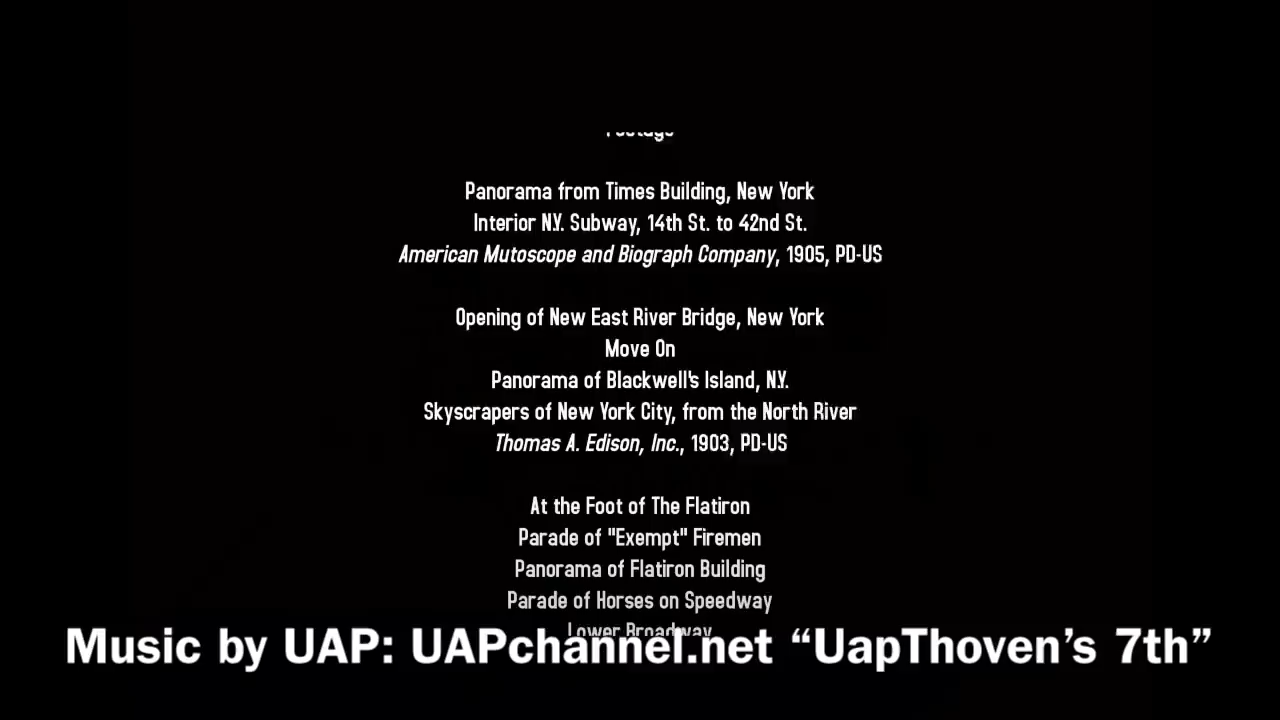 Footage
Panorama from Times Building, New York
Interior N.Y. Subway, 14th St. to 42nd St.
American Mutoscope and Biograph Company, 1905, PD-US
Opening of New East River Bridge, New York
Move On
Panorama of Blackwell's Island, N.Y.
Skyscrapers of New York City, from the North River
Thomas A. Edison, Inc., 1903, PD-US
At the Foot of The Flatiron
Parade of "Exempt" Firemen
Panorama of Flatiron Building
Parade of Horses on Speedway
Lower Broadway
Music by UAP: UAPchannel.net “UapThoven’s 7th”